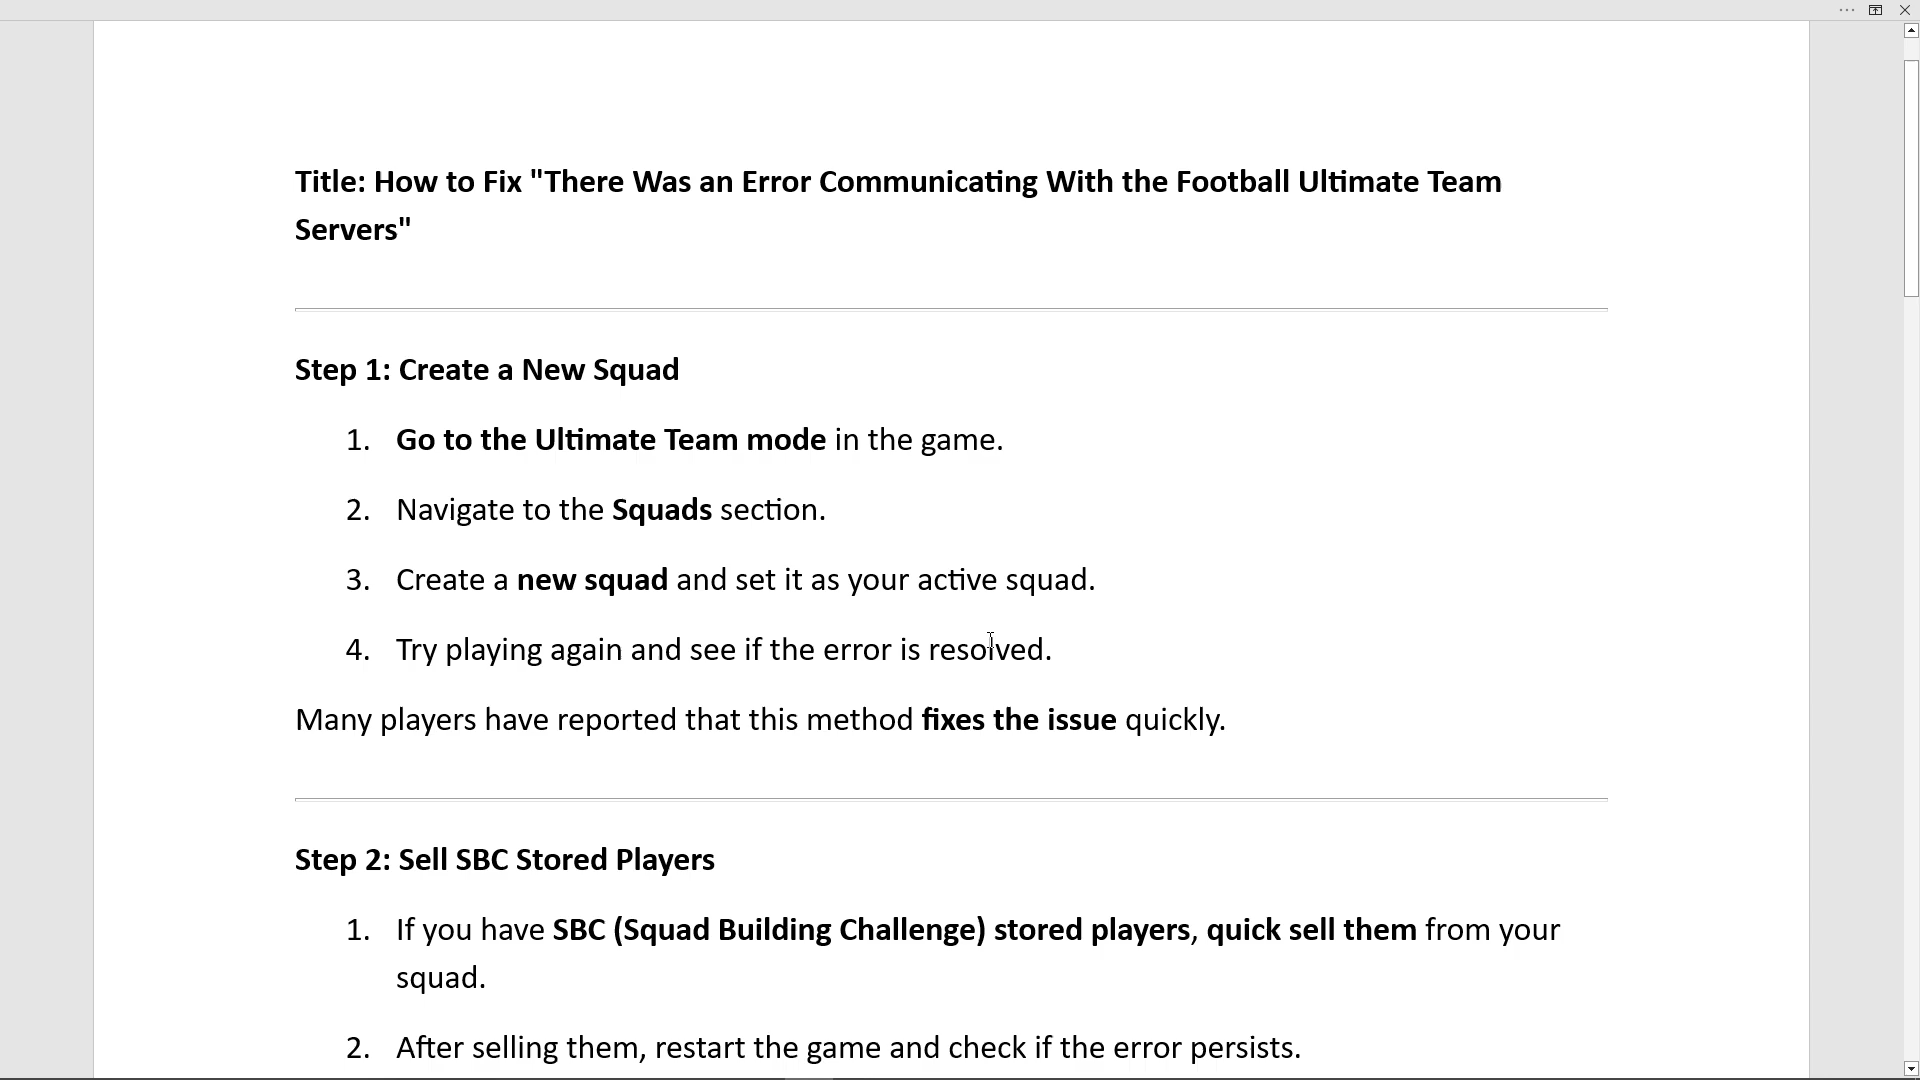 Title: How to Fix "There Was an Error Communicating With the Football Ultimate Team
Servers"
Step 1: Create a New Squad
1. Go to the Ultimate Team mode in the game.
2. Navigate to the Squads section.
3. Create a new squad and set it as your active squad.
4. Try playing again and see if the error is resolved.
Many players have reported that this method fixes the issue quickly.
Step 2: Sell SBC Stored Players
1. If you have SBC (Squad Building Challenge) stored players, quick sell them from your
squad.
2. After selling them, restart the game and check if the error persists.